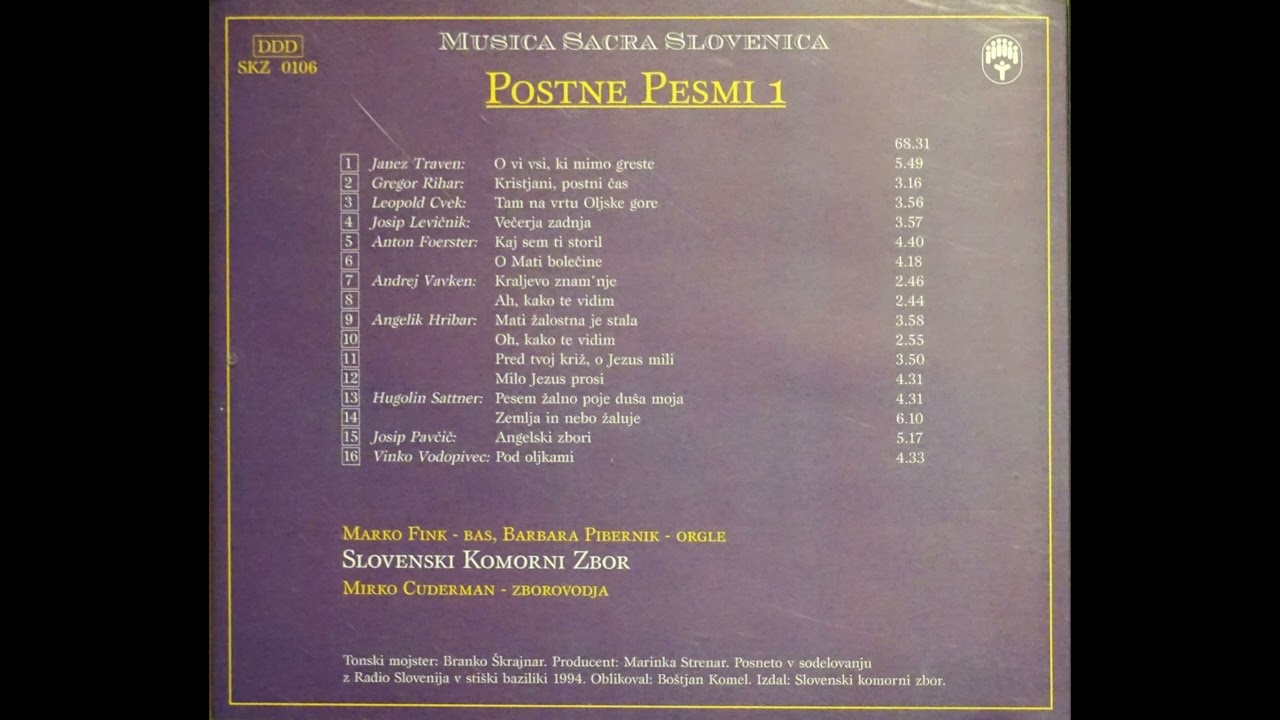 DDD
SKZ 0106
Musica Sacra Slovenica
Postne Pesmi 1
68.31
1 Janez Traven: O vi vsi, ki mimo greste 5.49
2 Gregor Rihar: Kristjani, postni čas 3.16
3 Leopold Cvek: Tam na vrtu Oljske gore 3.56
4 Josip Levičnik: Večerja zadnja 3.57
5 Anton Foerster: Kaj sem ti storil 4.40
6 O Mati bolečine 4.18
7 Andrej Vavken: Kraljevo znam'nje 2.46
8 Ah, kako te vidim 2.44
9 Angelik Hribar: Mati žalostna je stala 3.58
10 Oh, kako te vidim 2.55
11 Pred tvoj križ, o Jezus mili 3.50
12 Milo Jezus prosi 4.31
13 Hugolin Sattner: Pesem žalno poje duša moja 4.31
14 Zemlja in nebo žaluje 6.10
15 Josip Pavčič: Angelski zbori 5.17
16 Vinko Vodopivec: Pod oljkami 4.33
Marko Fink - bas, Barbara Pibernik - orgle
Slovenski Komorni Zbor
Mirko Cuderman - zborovodja
Tonski mojster: Branko Škrajnar. Producent: Marinka Strenar. Posneto v sodelovanju
z Radio Slovenija v stiški baziliki 1994. Oblikoval: Boštjan Komel. Izdal: Slovenski komorni zbor.